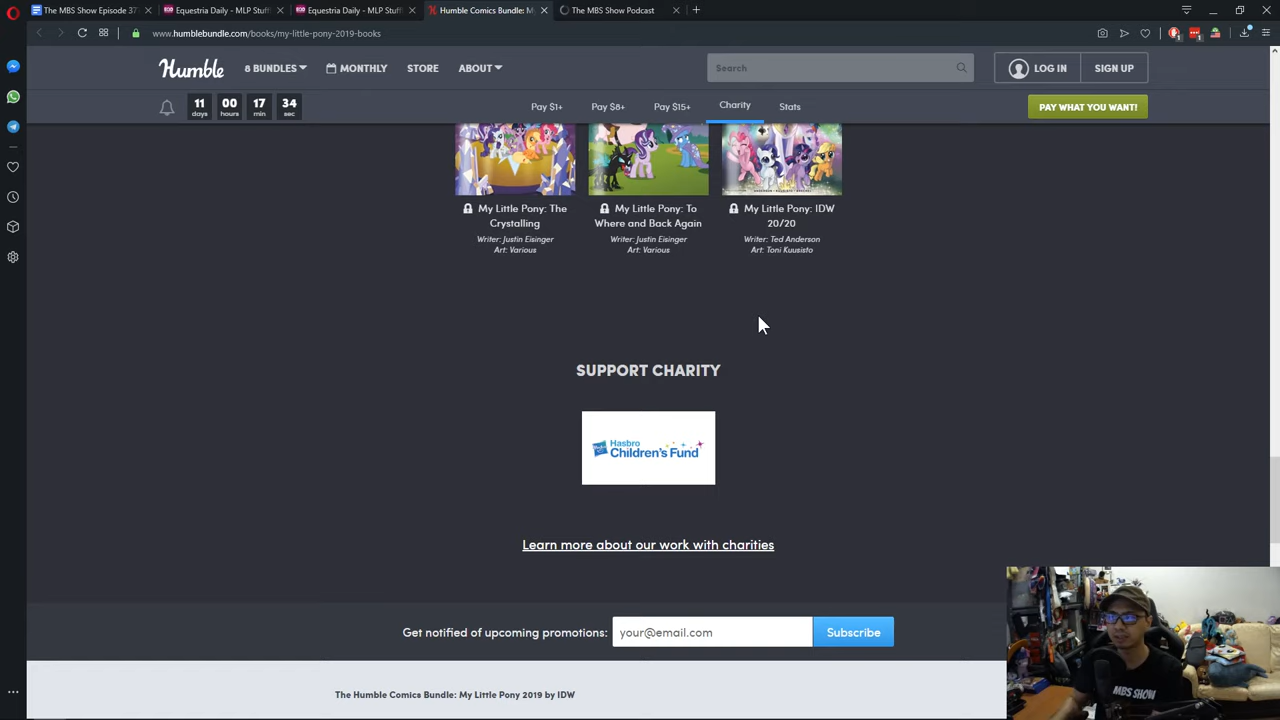 The MBS Show Episode 37
Equestria Daily - MLP Stuf
Equestria Daily - MLP Stuf
Humble Comics Bundle: My
The MBS Show Podcast
www.humblebundle.com/books/my-little-pony-2019-books
Humble
8 BUNDLES
MONTHLY
STORE
ABOUT
Search
LOG IN
SIGN UP
11 days
00 hours
17 min
34 sec
Pay $1+
Pay $8+
Pay $15+
Charity
Stats
PAY WHAT YOU WANT!
My Little Pony: The
Crystalling
Writer: Justin Eisinger
Art: Various
My Little Pony: To
Where and Back Again
Writer: Justin Eisinger
Art: Various
My Little Pony: IDW
20/20
Writer: Ted Anderson
Art: Toni Kuusisto
SUPPORT CHARITY
Hasbro
Children's Fund
Learn more about our work with charities
Get notified of upcoming promotions:
your@email.com
Subscribe
The Humble Comics Bundle: My Little Pony 2019 by IDW
MBS SHOW